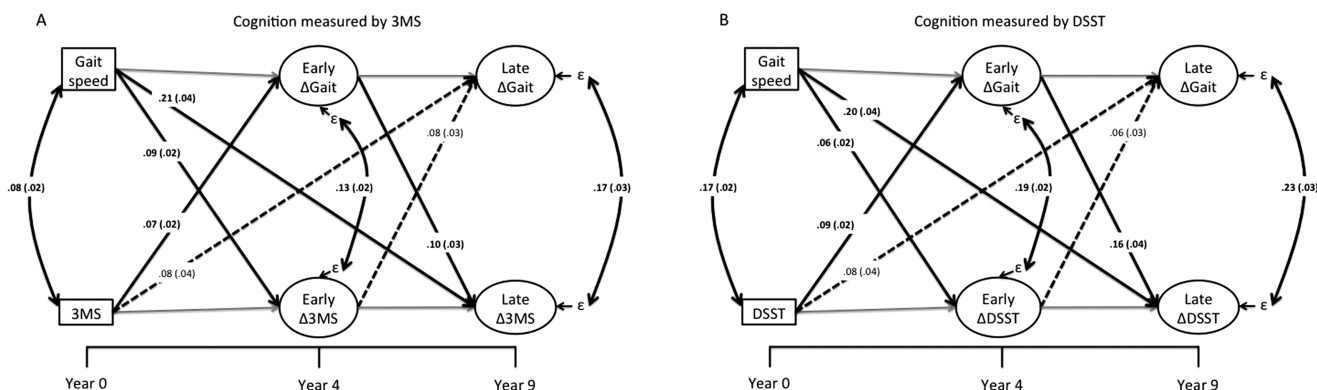 A
Cognition measured by 3MS
Gait
speed
Early
ΔGait
Late
ΔGait
ε
.21 (.04)
ε
.08 (.03)
.09 (.02)
.08 (.02)
.13 (.02)
.17 (.03)
.07 (.02)
.10 (.03)
.08 (.04)
ε
3MS
Early
Δ3MS
Late
Δ3MS
ε
Year 0
Year 4
Year 9
B
Cognition measured by DSST
Gait
speed
Early
ΔGait
Late
ΔGait
ε
.20 (.04)
ε
.06 (.03)
.06 (.02)
.17 (.02)
.19 (.02)
.23 (.03)
.09 (.02)
.16 (.04)
.08 (.04)
ε
DSST
Early
ΔDSST
Late
ΔDSST
ε
Year 0
Year 4
Year 9